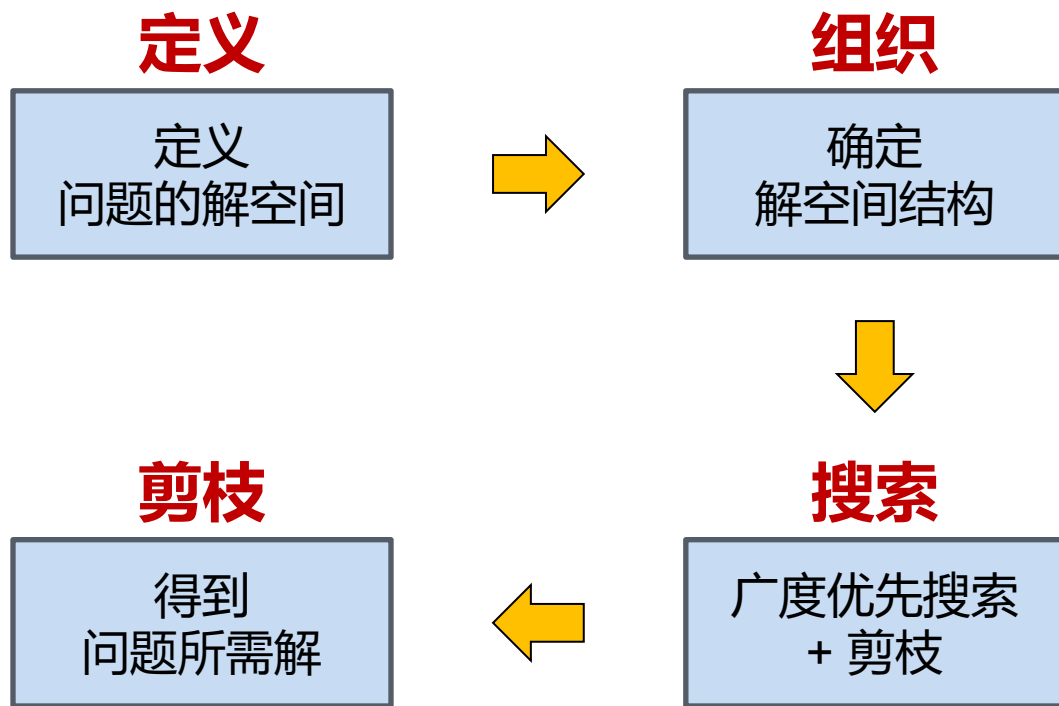 定义
定义
问题的解空间
组织
确定
解空间结构
搜索
广度优先搜索
+ 剪枝
剪枝
得到
问题所需解